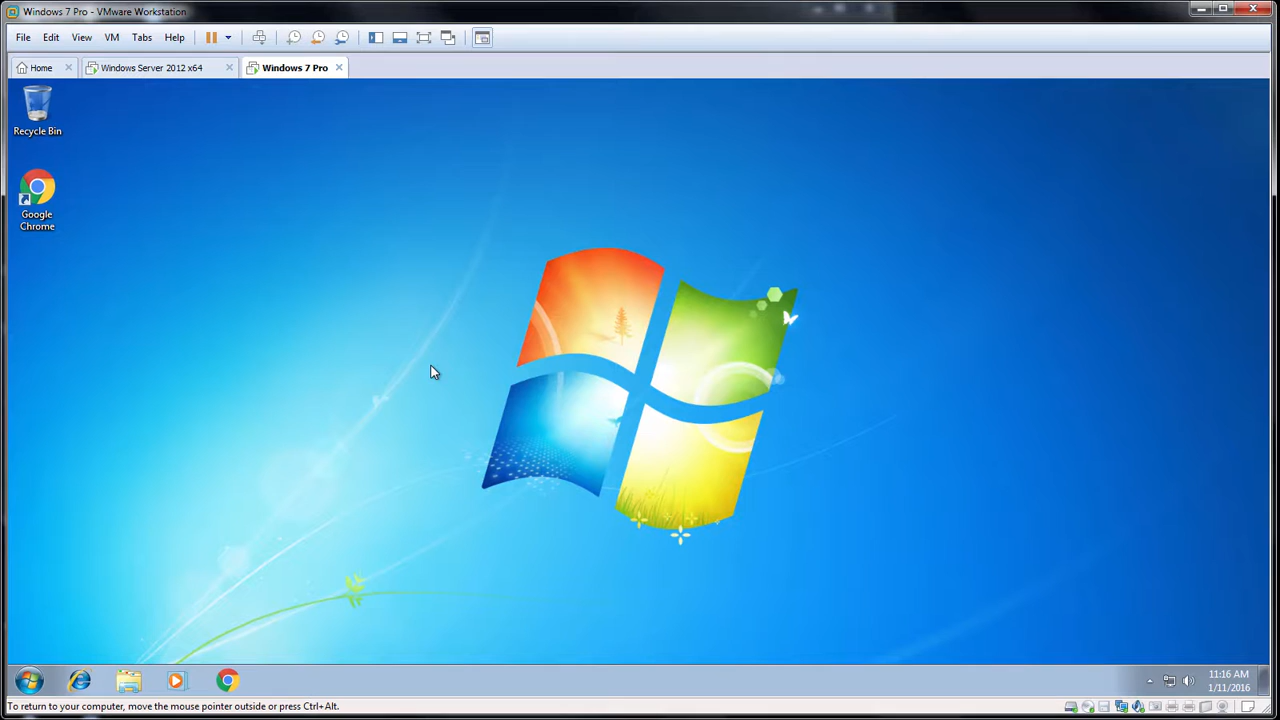 Windows 7 Pro - VMware Workstation
File Edit View VM Tabs Help
Home Windows Server 2012 x64 Windows 7 Pro
Recycle Bin
Google
Chrome
11:16 AM
1/11/2016
To return to your computer, move the mouse pointer outside or press Ctrl+Alt.